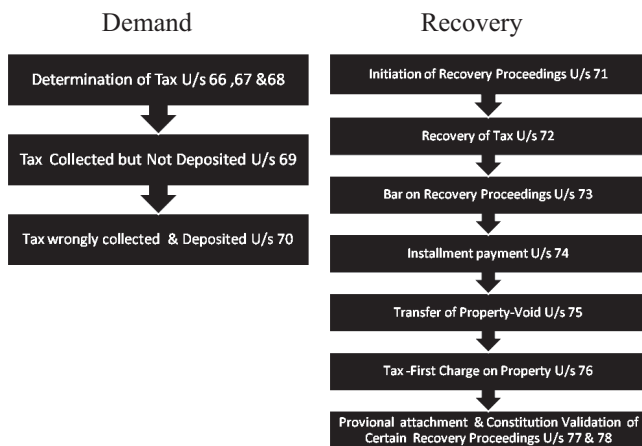 Demand
Determination of Tax U/s 66 ,67 &68
Tax Collected but Not Deposited U/s 69
Tax wrongly collected & Deposited U/s 70
Recovery
Initiation of Recovery Proceedings U/s 71
Recovery of Tax U/s 72
Bar on Recovery Proceedings U/s 73
Installment payment U/s 74
Transfer of Property-Void U/s 75
Tax -First Charge on Property U/s 76
Provional attachment & Constitution Validation of
Certain Recovery Proceedings U/s 77 & 78